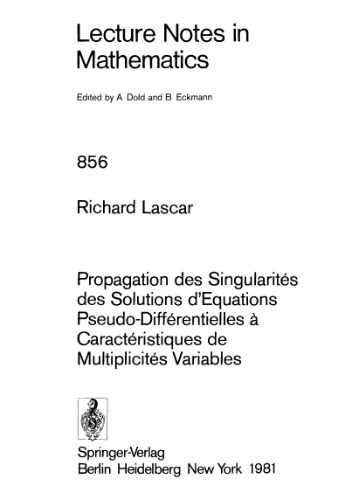 Lecture Notes in
Mathematics
Edited by A Dold and B Eckmann
856
Richard Lascar
Propagation des Singularités
des Solutions d'Equations
Pseudo-Différentielles à
Caractéristiques de
Multiplicités Variables
Springer-Verlag
Berlin Heidelberg New York 1981